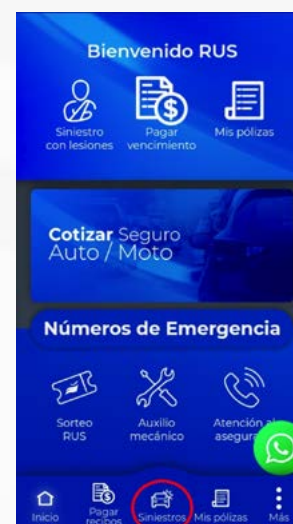 Bienvenido RUS
Siniestro
con lesiones
Pagar
vencimiento
Mis pólizas
Cotizar Seguro
Auto / Moto
Números de Emergencia
Sorteo
RUS
Auxilio
mecánico
Atención al
Inicio
Pagar
recibos
Siniestros
Mis pólizas
Más